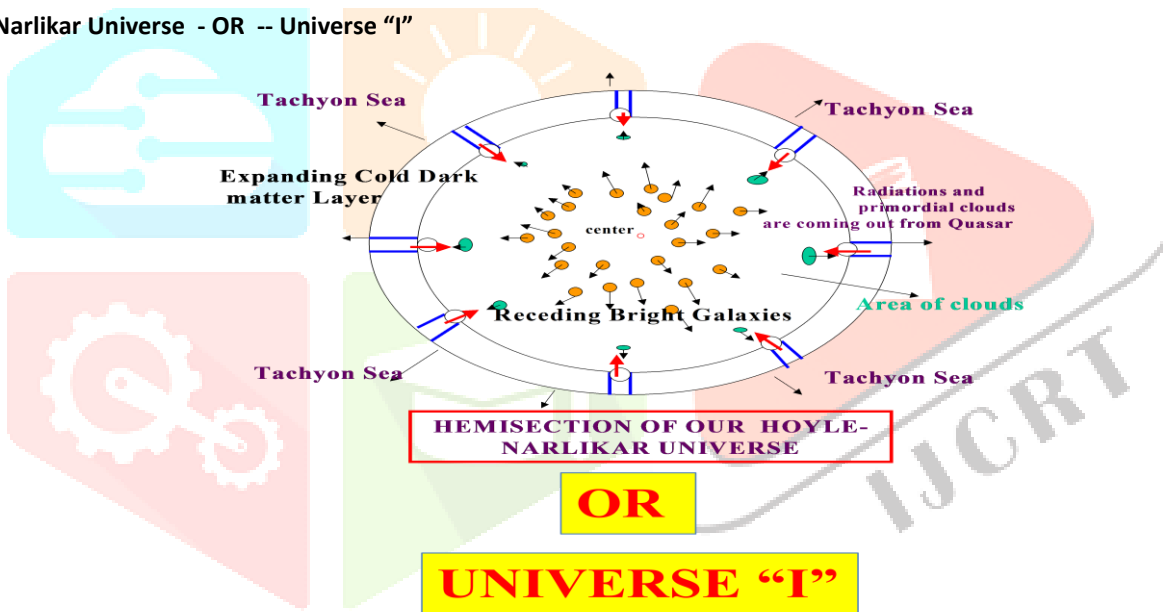 Narlikar Universe - OR -- Universe “I”
Tachyon Sea
Tachyon Sea
Expanding Cold Dark
matter Layer
Radiations and
primordial clouds
are coming out from Quasar
center
Area of clouds
Receding Bright Galaxies
Tachyon Sea
Tachyon Sea
HEMISECTION OF OUR HOYLE-
NARLIKAR UNIVERSE
IJCRT
OR
UNIVERSE “I”